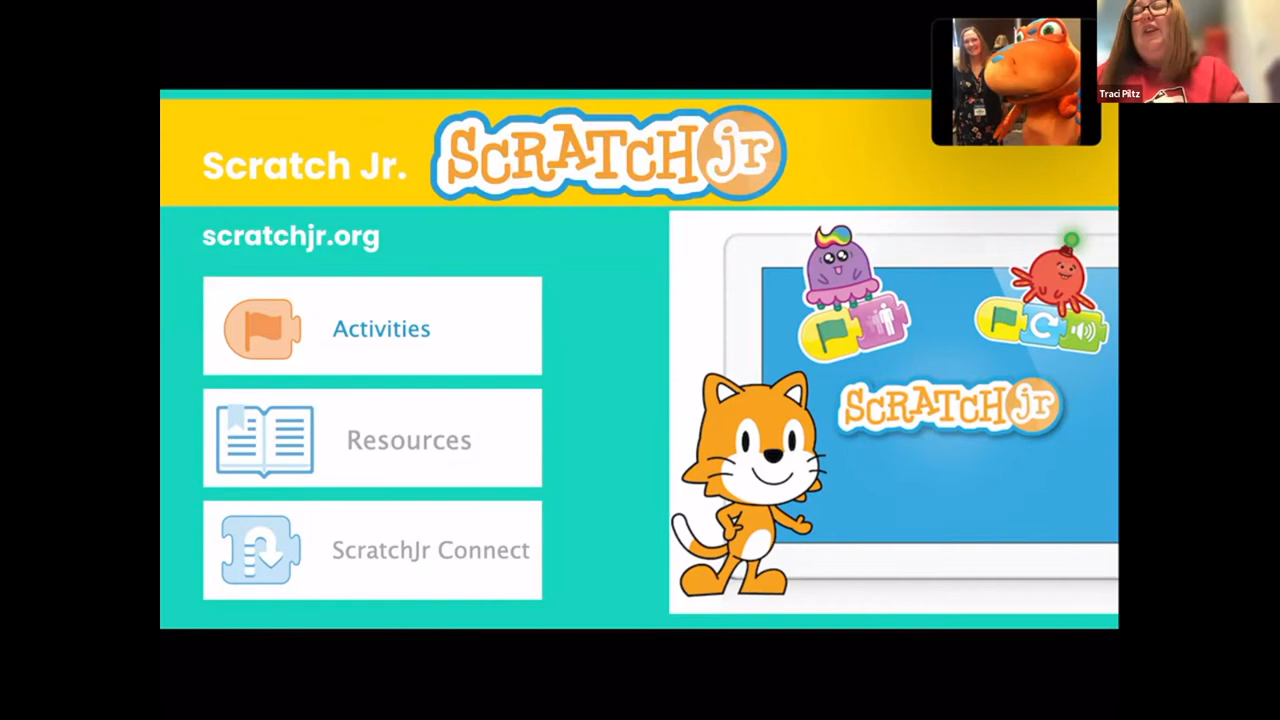 Traci Piltz
Scratch Jr.
SCRATCH jr
scratchjr.org
Activities
Resources
ScratchJr Connect
SCRATCH jr